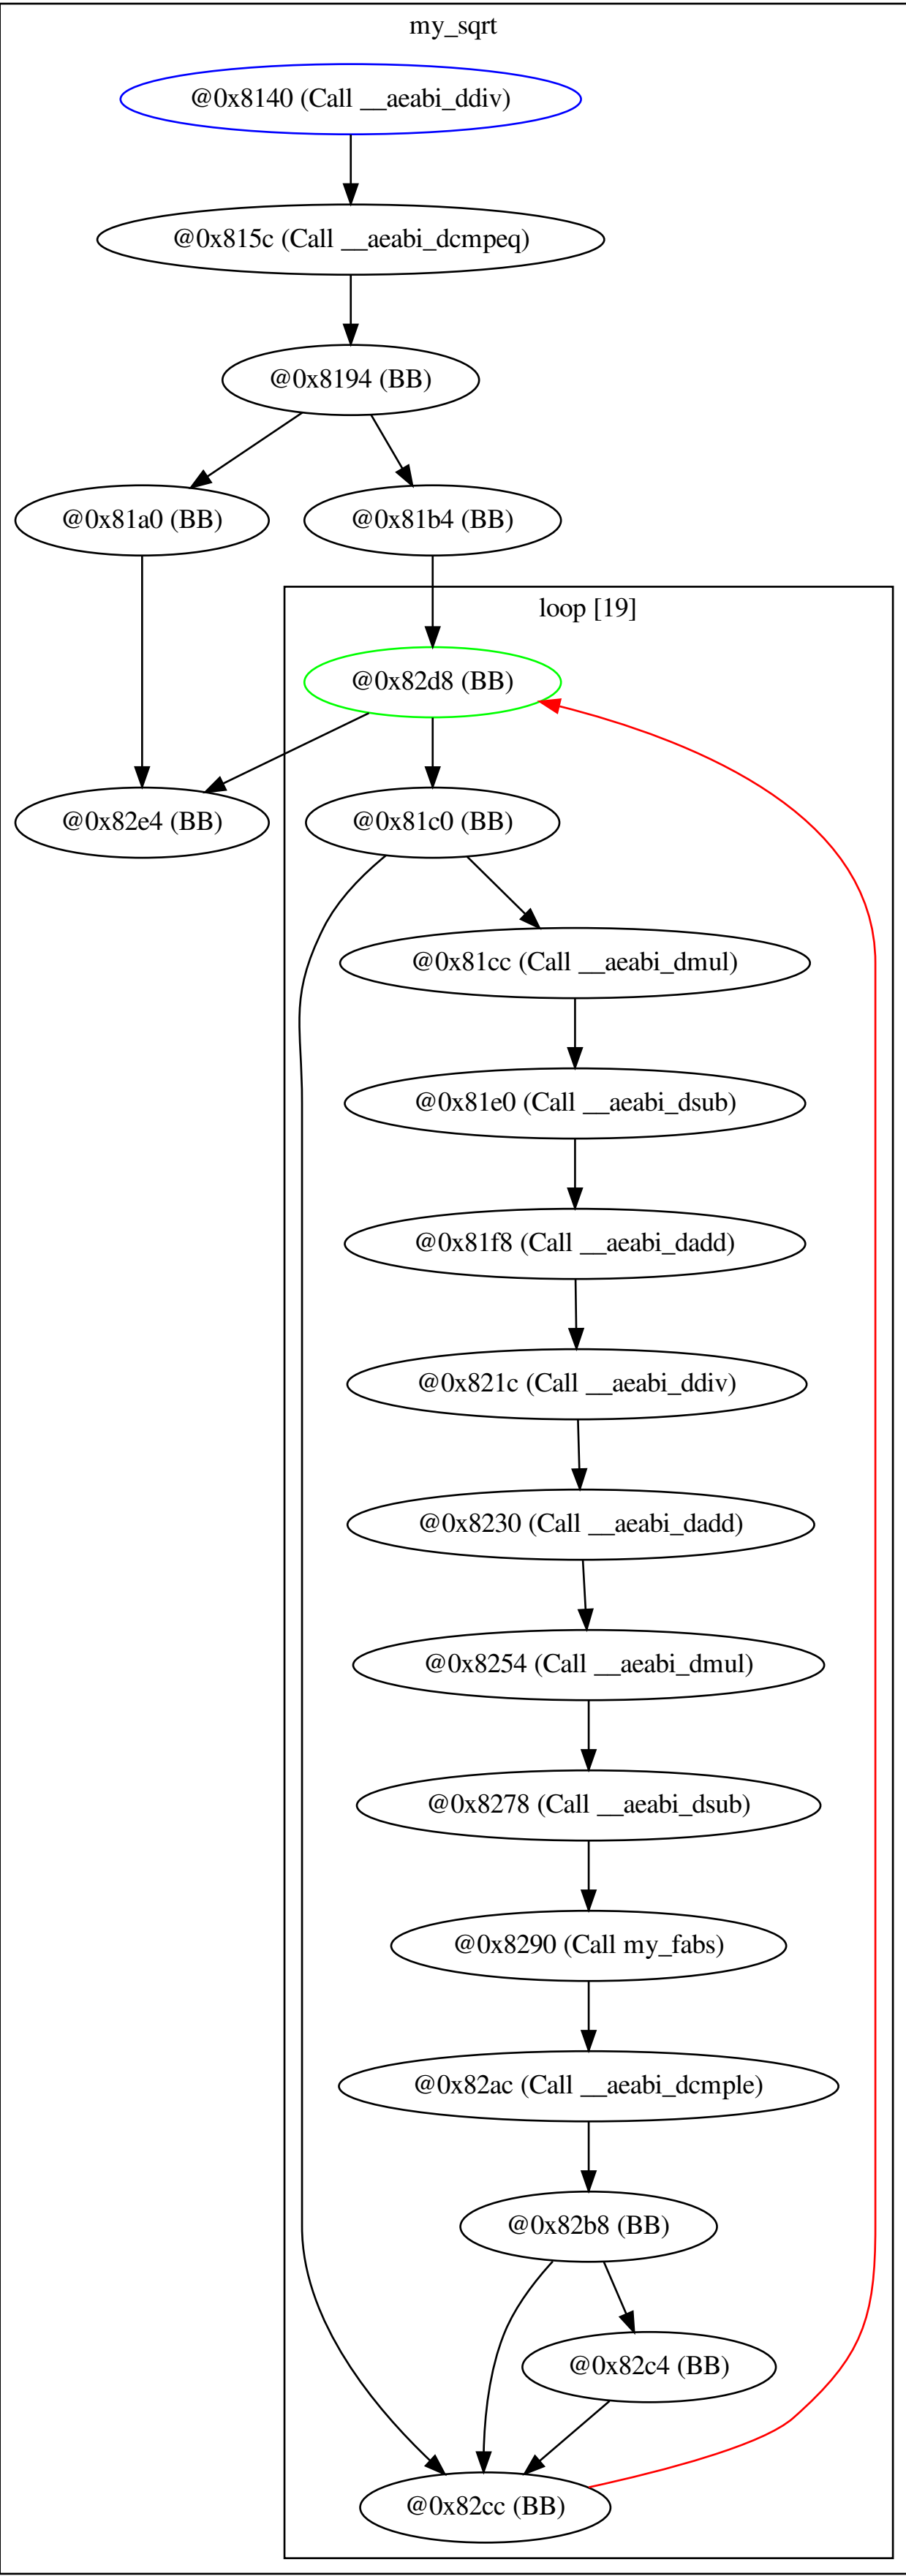 my_sqrt
@0x8140 (Call __aeabi_ddiv)
@0x815c (Call __aeabi_dcmpeq)
@0x8194 (BB)
@0x81a0 (BB)
@0x81b4 (BB)
loop [19]
@0x82d8 (BB)
@0x82e4 (BB)
@0x81c0 (BB)
@0x81cc (Call __aeabi_dmul)
@0x81e0 (Call __aeabi_dsub)
@0x81f8 (Call __aeabi_dadd)
@0x821c (Call __aeabi_ddiv)
@0x8230 (Call __aeabi_dadd)
@0x8254 (Call __aeabi_dmul)
@0x8278 (Call __aeabi_dsub)
@0x8290 (Call my_fabs)
@0x82ac (Call __aeabi_dcmple)
@0x82b8 (BB)
@0x82c4 (BB)
@0x82cc (BB)